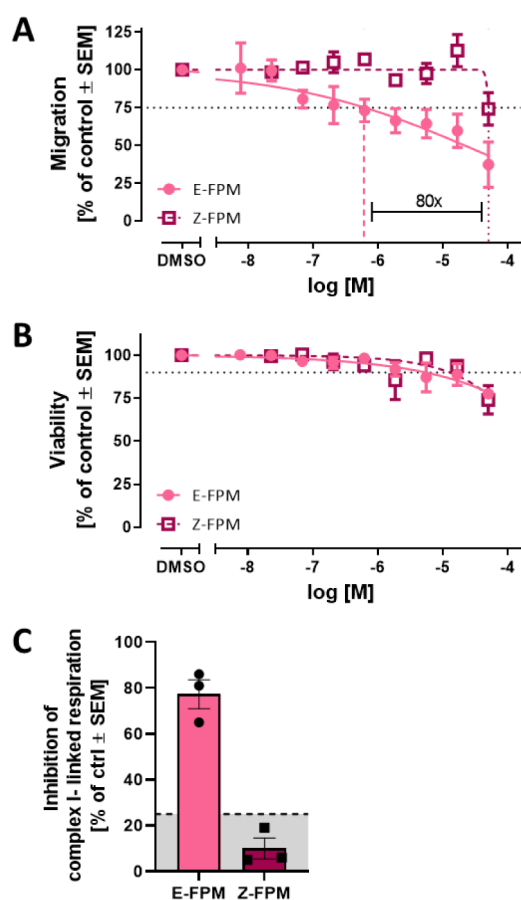 A
Migration
[% of control ± SEM]
125
100
75
50
25
0
E-FPM
Z-FPM
80x
DMSO
-8
-7
-6
-5
-4
log [M]
B
Viability
[% of control ± SEM]
100
75
50
25
0
E-FPM
Z-FPM
DMSO
-8
-7
-6
-5
-4
log [M]
C
Inhibition of
complex I- linked respiration
[% of ctrl ± SEM]
100
80
60
40
20
0
E-FPM
Z-FPM